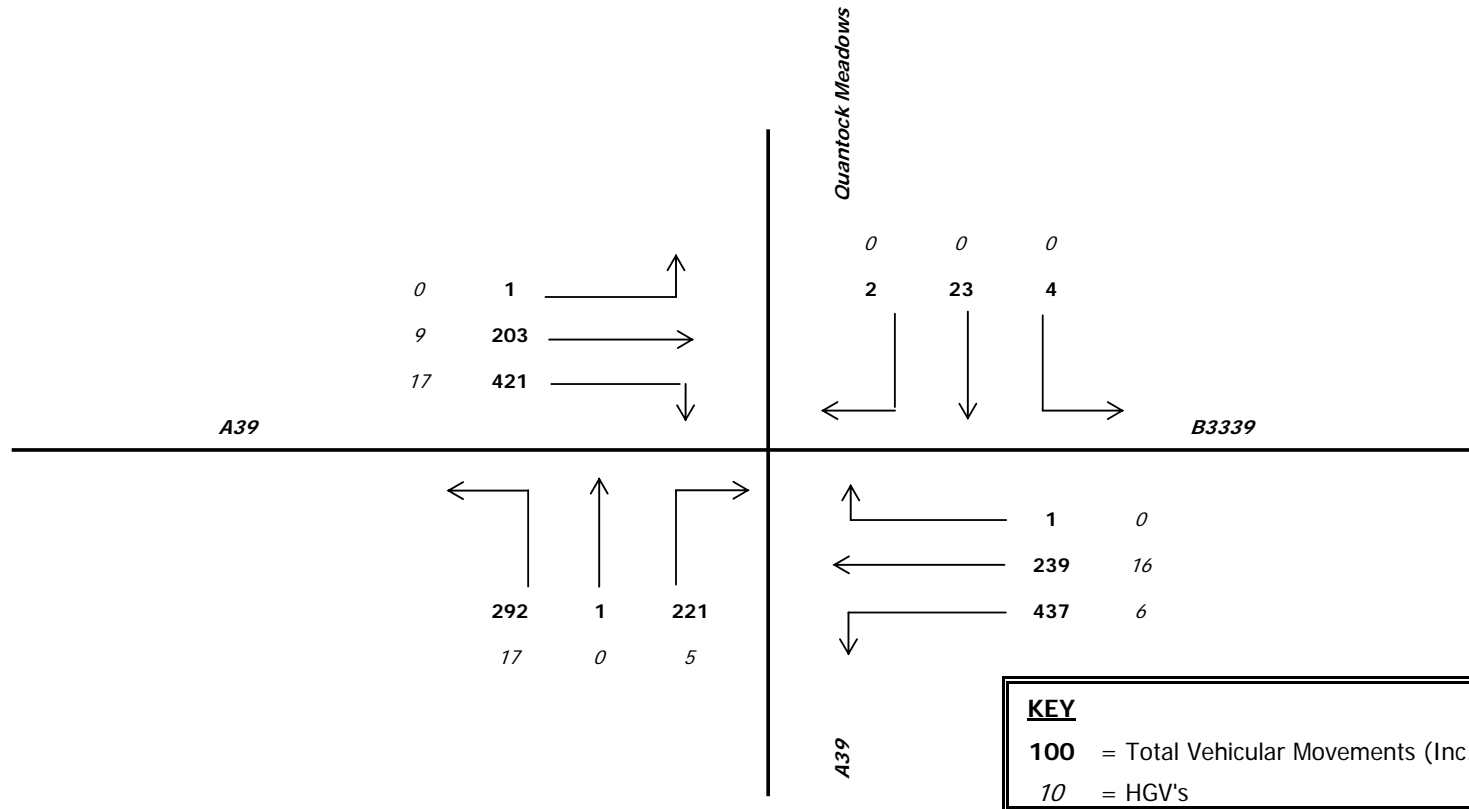 Quantock Meadows
0 0 0
2 23 4
0 1
9 203
17 421
A39
B3339
1 0
239 16
437 6
292 1 221
17 0 5
A39
KEY
100 = Total Vehicular Movements (Inc.
10 = HGV's